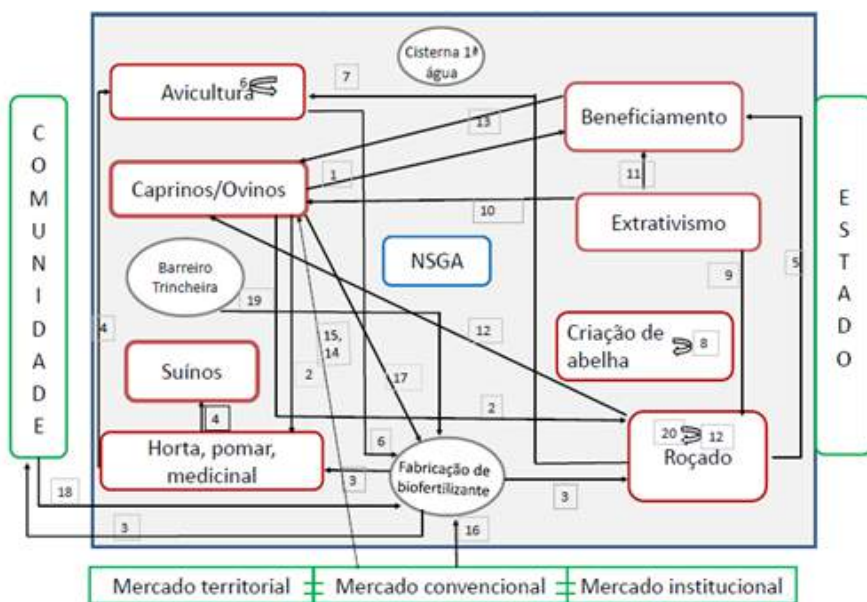 Cisterna 1ª
água
Avicultura
6
7
Beneficiamento
13
C
O
M
U
N
I
D
A
D
E
E
S
T
A
D
O
Caprinos/Ovinos
1
11
10
Extrativismo
NSGA
Barreiro
Trincheira
9
5
19
4
15,
14
12
Criação de
abelha
8
Suínos
2
17
4
2
20
12
Roçado
Horta, pomar,
medicinal
6
Fabricação de
biofertilizante
3
3
18
3
16
Mercado territorial
Mercado convencional
Mercado institucional